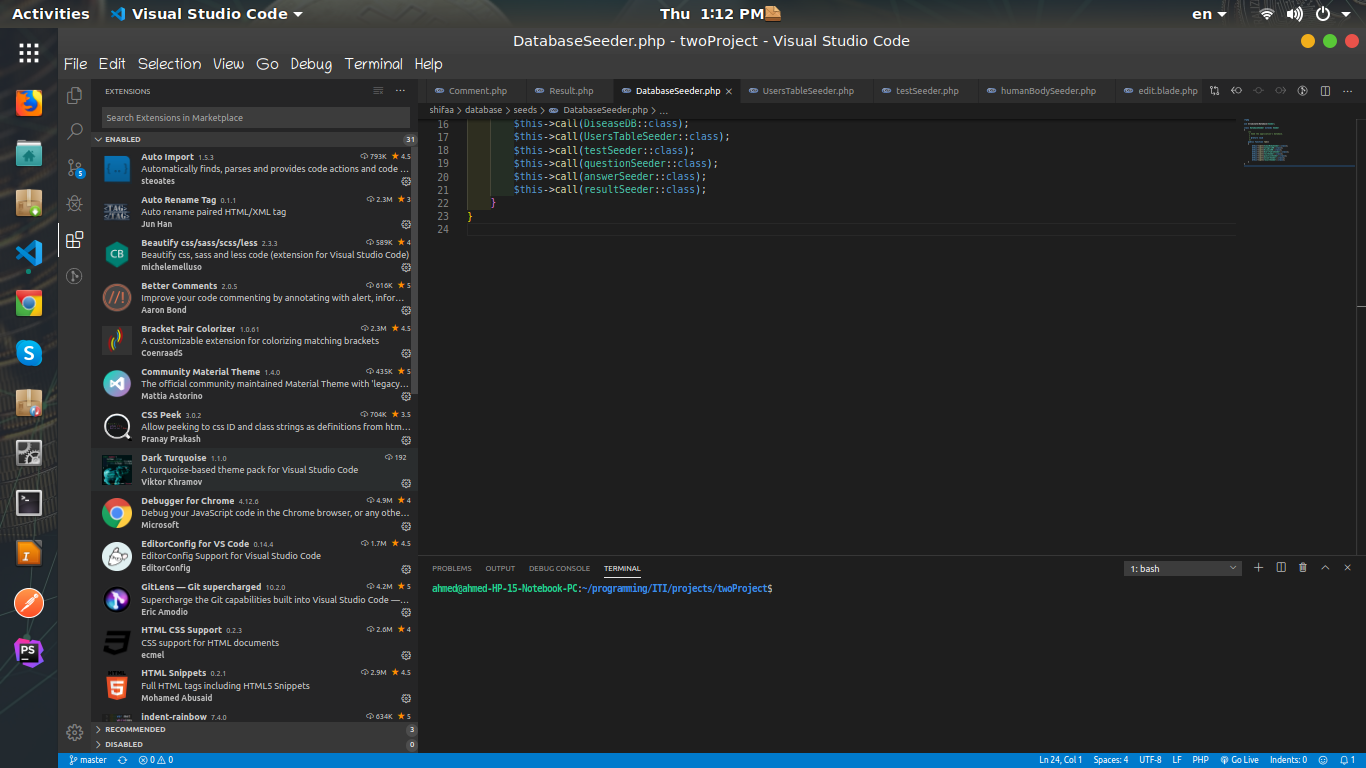 Activities Visual Studio Code Thu 1:12 PM en
DatabaseSeeder.php - twoProject - Visual Studio Code
File Edit Selection View Go Debug Terminal Help
EXTENSIONS
Search Extensions in Marketplace
ENABLED 31
Auto Import 1.5.3 793K 4.5
Automatically finds, parses and provides code actions and code ...
steoates
Auto Rename Tag 0.1.1 2.3M 3
Auto rename paired HTML/XML tag
Jun Han
Beautify css/sass/scss/less 2.3.3 589K 4
Beautify css, sass and less code (extension for Visual Studio Code)
michelemelluso
Better Comments 2.0.5 616K 5
Improve your code commenting by annotating with alert, infor...
Aaron Bond
Bracket Pair Colorizer 1.0.61 2.3M 4.5
A customizable extension for colorizing matching brackets
CoenraadS
Community Material Theme 1.4.0 435K 5
The official community maintained Material Theme with 'legacy...
Mattia Astorino
CSS Peek 3.0.2 704K 3.5
Allow peeking to css ID and class strings as definitions from htm...
Pranay Prakash
Dark Turquoise 1.1.0 192
A turquoise-based theme pack for Visual Studio Code
Viktor Khramov
Debugger for Chrome 4.12.6 4.9M 4
Debug your JavaScript code in the Chrome browser, or any othe...
Microsoft
EditorConfig for VS Code 0.14.4 1.7M 4.5
EditorConfig Support for Visual Studio Code
EditorConfig
GitLens — Git supercharged 10.2.0 4.2M 5
Supercharge the Git capabilities built into Visual Studio Code —...
Eric Amodio
HTML CSS Support 0.2.3 2.6M 4
CSS support for HTML documents
ecmel
HTML Snippets 0.2.1 2.9M 4.5
Full HTML tags including HTML5 Snippets
Mohamed Abusaid
indent-rainbow 7.4.0 634K 5
RECOMMENDED 3
DISABLED 0
Comment.php Result.php DatabaseSeeder.php UsersTableSeeder.php testSeeder.php humanBodySeeder.php edit.blade.php
shifaa > database > seeds > DatabaseSeeder.php > ...
16 $this->call(DiseaseDB::class);
17 $this->call(UsersTableSeeder::class);
18 $this->call(testSeeder::class);
19 $this->call(questionSeeder::class);
20 $this->call(answerSeeder::class);
21 $this->call(resultSeeder::class);
22 }
23 }
24
PROBLEMS OUTPUT DEBUG CONSOLE TERMINAL 1: bash
ahmed@ahmed-HP-15-Notebook-PC:~/programming/ITI/projects/twoProject$
master 0 0 Ln 24, Col 1 Spaces: 4 UTF-8 LF PHP Go Live Indents: 0 1